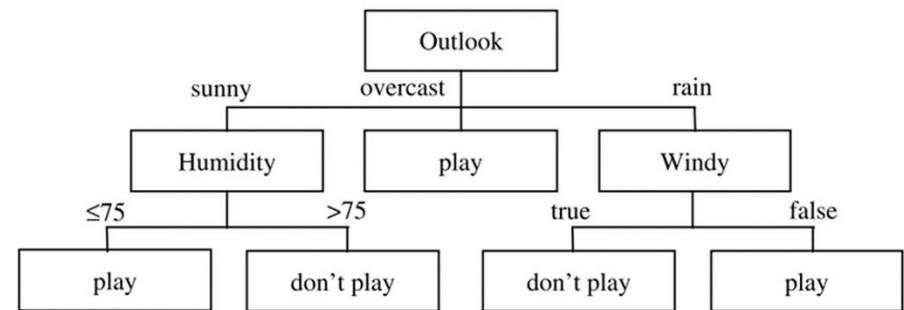 Outlook
sunny overcast rain
Humidity play Windy
≤75 >75 true false
play don’t play don’t play play